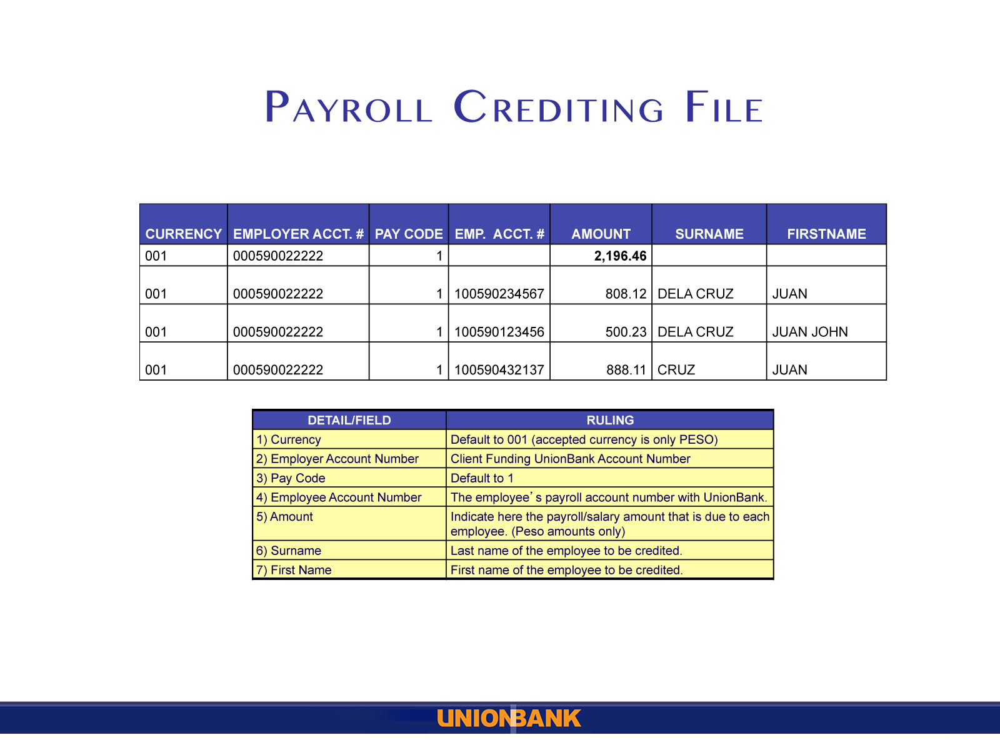 PAYROLL CREDITING FILE
CURRENCY EMPLOYER ACCT. # PAY CODE EMP. ACCT. # AMOUNT SURNAME FIRSTNAME
001 000590022222 1 2,196.46
001 000590022222 1 100590234567 808.12 DELA CRUZ JUAN
001 000590022222 1 100590123456 500.23 DELA CRUZ JUAN JOHN
001 000590022222 1 100590432137 888.11 CRUZ JUAN
DETAIL/FIELD RULING
1) Currency Default to 001 (accepted currency is only PESO)
2) Employer Account Number Client Funding UnionBank Account Number
3) Pay Code Default to 1
4) Employee Account Number The employee’s payroll account number with UnionBank.
5) Amount Indicate here the payroll/salary amount that is due to each
employee. (Peso amounts only)
6) Surname Last name of the employee to be credited.
7) First Name First name of the employee to be credited.
UNIONBANK